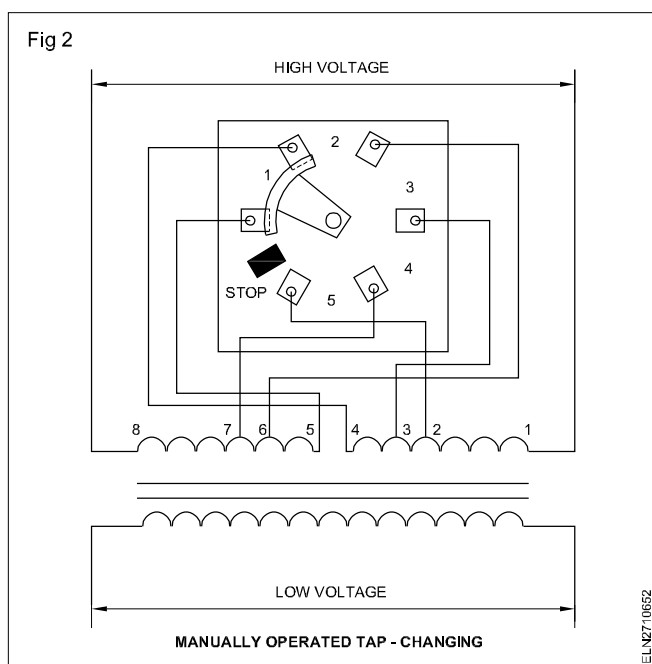 Fig 2
HIGH VOLTAGE
2
1
3
4
STOP
5
8 7 6 5 4 3 2 1
LOW VOLTAGE
MANUALLY OPERATED TAP - CHANGING
ELN2710652